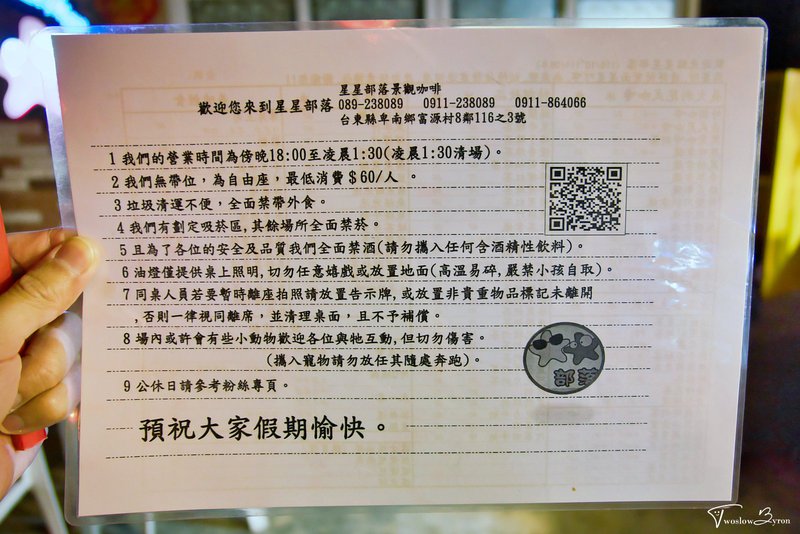 星星部落景觀咖啡
歡迎您來到星星部落 089-238089 0911-238089 0911-864066
台東縣卑南鄉富源村8鄰116之3號
1 我們的營業時間為傍晚18:00至凌晨1:30(凌晨1:30清場)。
2 我們無帶位，為自由座，最低消費＄60/人 。
3 垃圾清運不便，全面禁帶外食。
4 我們有劃定吸菸區,其餘場所全面禁菸。
5 且為了各位的安全及品質我們全面禁酒(請勿攜入任何含酒精性飲料)。
6 油燈僅提供桌上照明,切勿任意嬉戲或放置地面(高溫易碎,嚴禁小孩自取)。
7 同桌人員若要暫時離座拍照請放置告示牌,或放置非貴重物品標記未離開
,否則一律視同離席，並清理桌面，且不予補償。
8 場內或許會有些小動物歡迎各位與牠互動,但切勿傷害。
(攜入寵物請勿放任其隨處奔跑)。
9 公休日請參考粉絲專頁。
部落
預祝大家假期愉快。
TwoslowByron